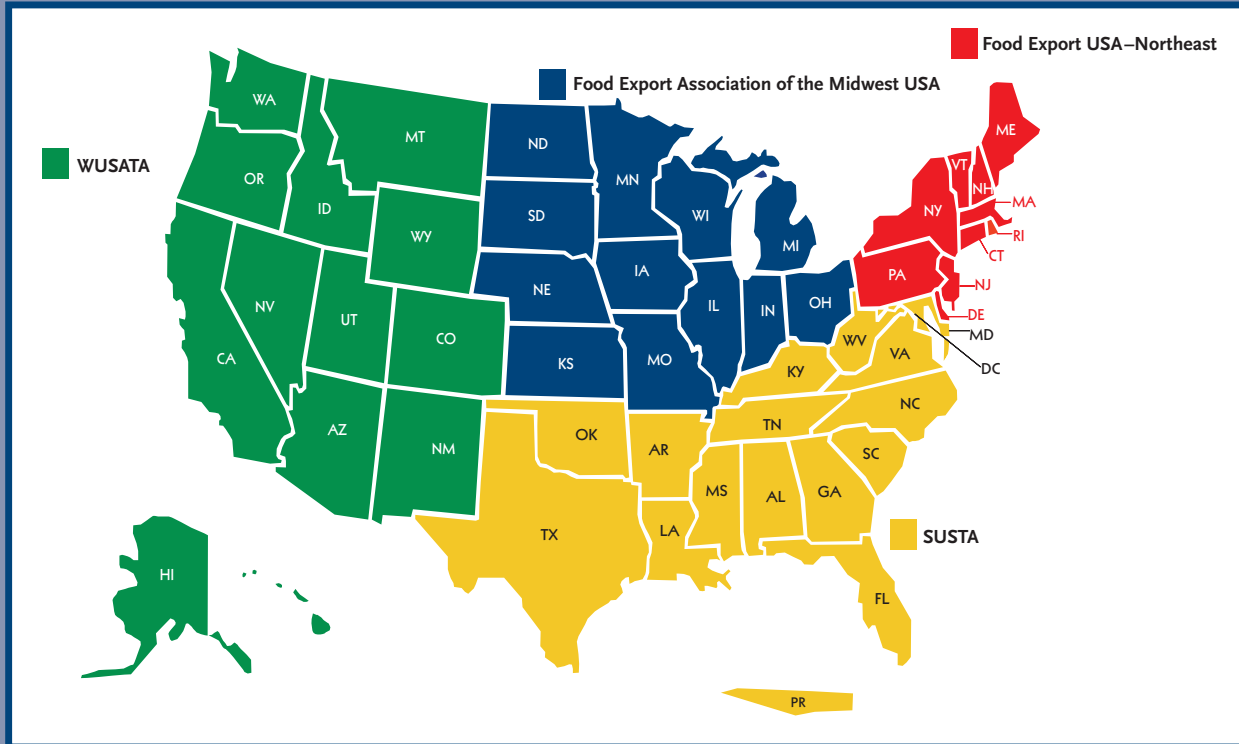 Food Export USA–Northeast
Food Export Association of the Midwest USA
WUSATA
SUSTA
WA
MT
ND
ME
OR
ID
MN
VT
NH
SD
WI
NY
MA
WY
MI
RI
CT
IA
PA
NE
NJ
NV
UT
IL
IN
OH
DE
CO
MD
WV
CA
KS
MO
VA
KY
DC
NC
AZ
OK
TN
NM
AR
SC
MS
AL
GA
TX
LA
HI
FL
PR